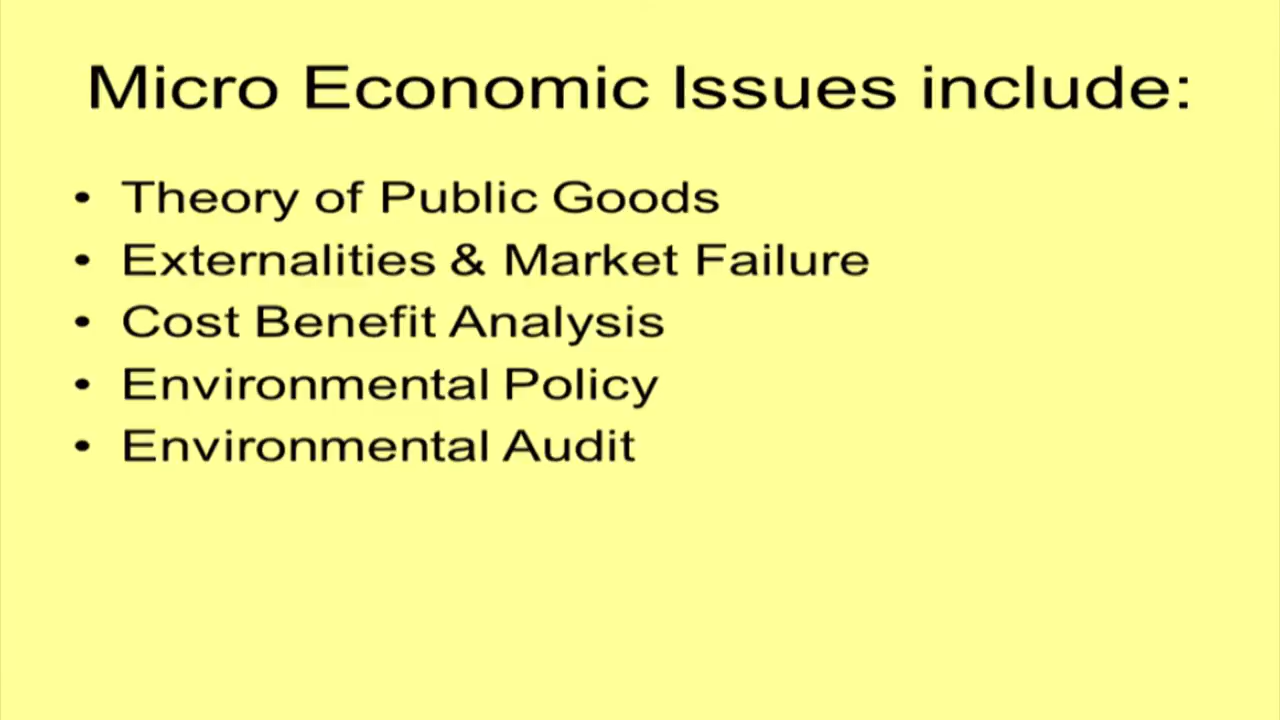 Micro Economic Issues include:
• Theory of Public Goods
• Externalities & Market Failure
• Cost Benefit Analysis
• Environmental Policy
• Environmental Audit